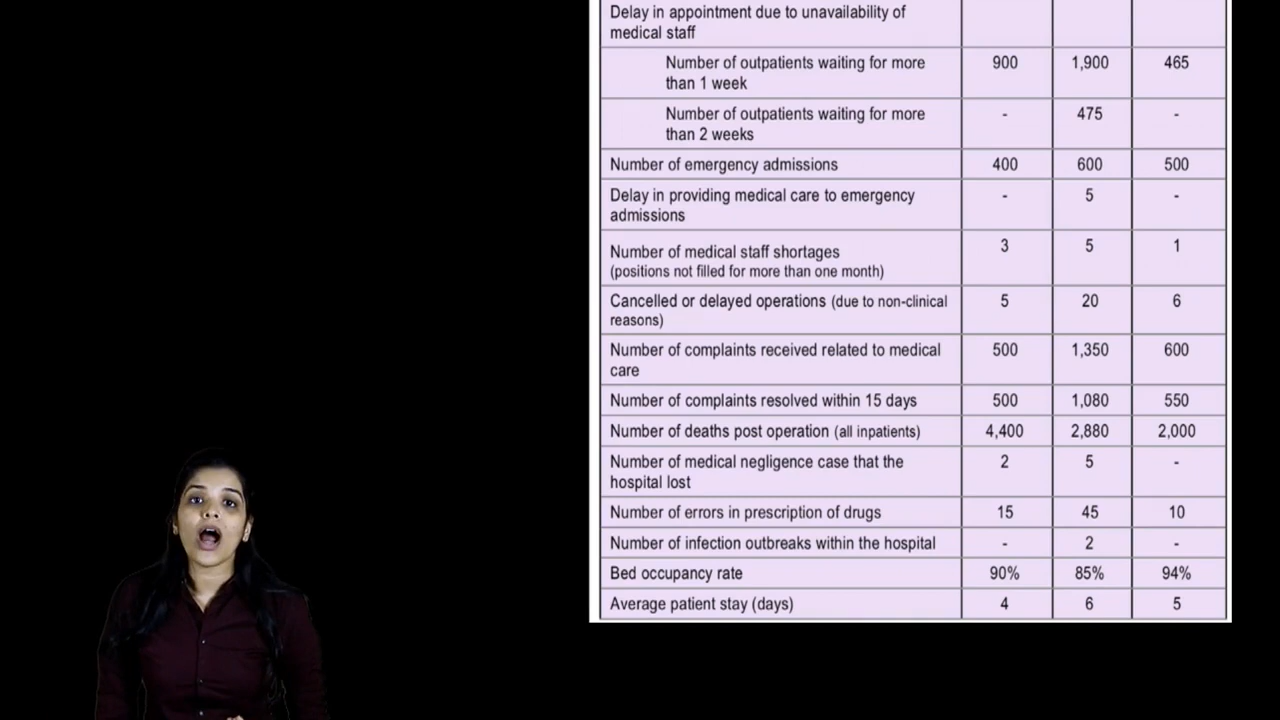 Delay in appointment due to unavailability of
medical staff
Number of outpatients waiting for more 900 1,900 465
than 1 week
Number of outpatients waiting for more - 475 -
than 2 weeks
Number of emergency admissions 400 600 500
Delay in providing medical care to emergency - 5 -
admissions
Number of medical staff shortages 3 5 1
(positions not filled for more than one month)
Cancelled or delayed operations (due to non-clinical 5 20 6
reasons)
Number of complaints received related to medical 500 1,350 600
care
Number of complaints resolved within 15 days 500 1,080 550
Number of deaths post operation (all inpatients) 4,400 2,880 2,000
Number of medical negligence case that the 2 5 -
hospital lost
Number of errors in prescription of drugs 15 45 10
Number of infection outbreaks within the hospital - 2 -
Bed occupancy rate 90% 85% 94%
Average patient stay (days) 4 6 5